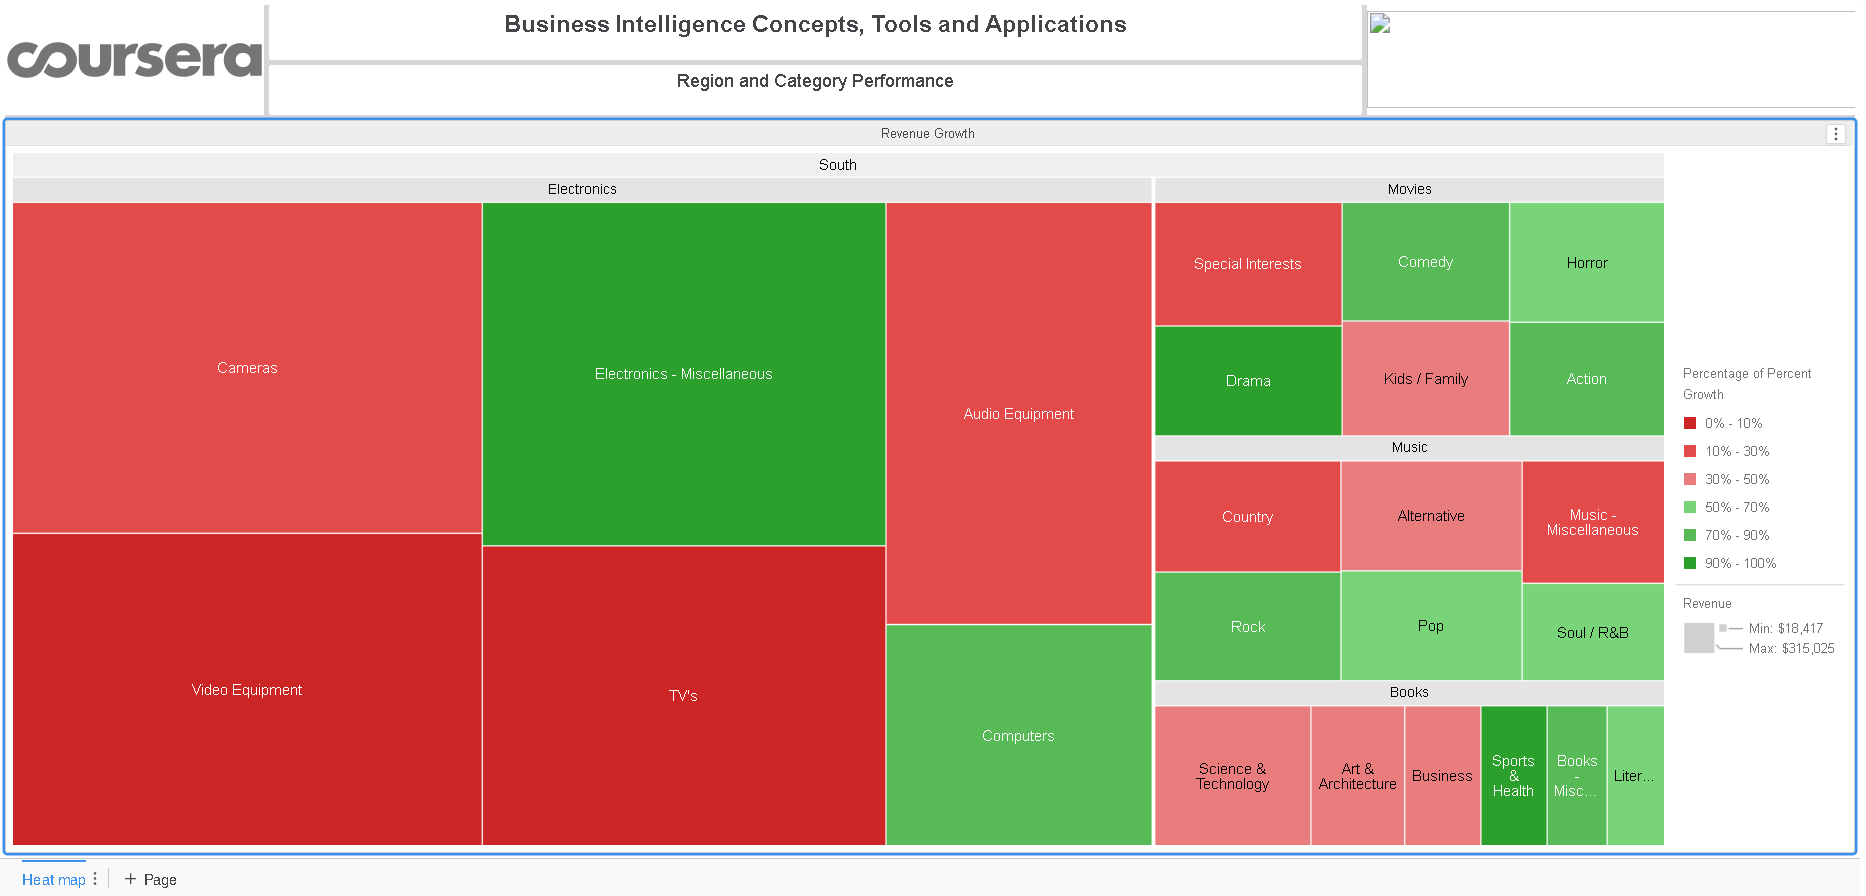 coursera
Business Intelligence Concepts, Tools and Applications
Region and Category Performance
Revenue Growth
South
Electronics
Cameras
Electronics - Miscellaneous
Audio Equipment
Video Equipment
TV's
Computers
Movies
Special Interests
Comedy
Horror
Drama
Kids / Family
Action
Music
Country
Alternative
Music -
Miscellaneous
Rock
Pop
Soul / R&B
Books
Science &
Technology
Art &
Architecture
Business
Sports
&
Health
Books
-
Misc...
Liter...
Percentage of Percent
Growth
0% - 10%
10% - 30%
30% - 50%
50% - 70%
70% - 90%
90% - 100%
Revenue
Min: $18,417
Max: $315,025
Heat map
+ Page